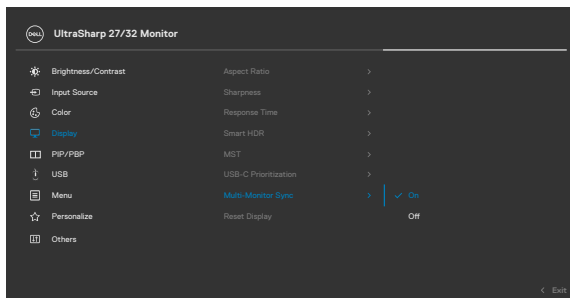 DELL UltraSharp 27/32 Monitor
Brightness/Contrast Aspect Ratio >
Input Source Sharpness >
Color Response Time >
Display Smart HDR >
PIP/PBP MST >
USB USB-C Prioritization >
Menu Multi-Monitor Sync > ✓ On
Personalize Reset Display Off
Others
< Exit